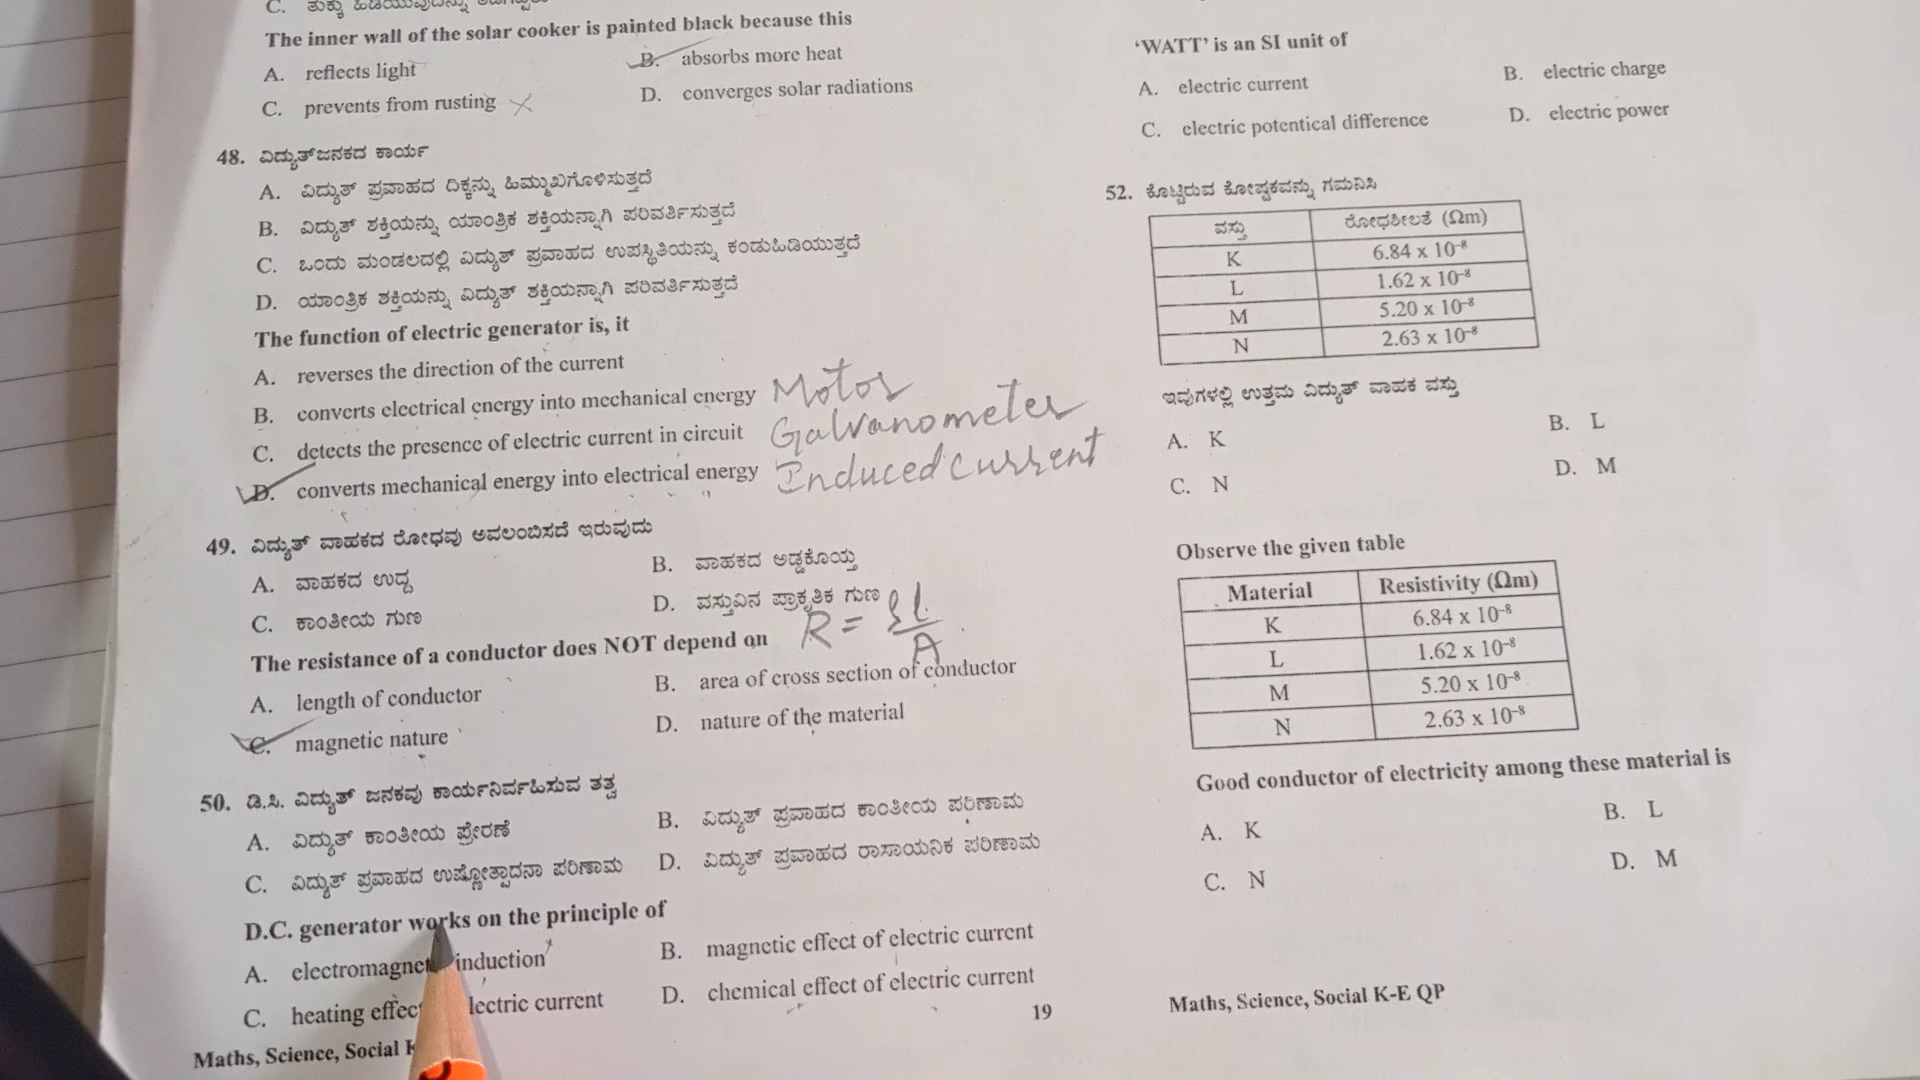 The inner wall of the solar cooker is painted black because this
A. reflects light
B. absorbs more heat
C. prevents from rusting
D. converges solar radiations
48. ವಿದ್ಯುತ್‌ಜನಕದ ಕಾರ್ಯ
A. ವಿದ್ಯುತ್ ಪ್ರವಾಹದ ದಿಕ್ಕನ್ನು ಹಿಮ್ಮುಖಗೊಳಿಸುತ್ತದೆ
B. ವಿದ್ಯುತ್ ಶಕ್ತಿಯನ್ನು ಯಾಂತ್ರಿಕ ಶಕ್ತಿಯನ್ನಾಗಿ ಪರಿವರ್ತಿಸುತ್ತದೆ
C. ಒಂದು ಮಂಡಲದಲ್ಲಿ ವಿದ್ಯುತ್ ಪ್ರವಾಹದ ಉಪಸ್ಥಿತಿಯನ್ನು ಕಂಡುಹಿಡಿಯುತ್ತದೆ
D. ಯಾಂತ್ರಿಕ ಶಕ್ತಿಯನ್ನು ವಿದ್ಯುತ್ ಶಕ್ತಿಯನ್ನಾಗಿ ಪರಿವರ್ತಿಸುತ್ತದೆ
The function of electric generator is, it
A. reverses the direction of the current
B. converts electrical energy into mechanical energy Motor
C. detects the presence of electric current in circuit Galvanometer
D. converts mechanical energy into electrical energy Induced current
49. ವಿದ್ಯುತ್ ವಾಹಕದ ರೋಧವು ಅವಲಂಬಿಸದೆ ಇರುವುದು
A. ವಾಹಕದ ಉದ್ದ
B. ವಾಹಕದ ಅಡ್ಡಕೊಯ್ತ
C. ಕಾಂತೀಯ ಗುಣ
D. ವಸ್ತುವಿನ ಪ್ರಾಕೃತಿಕ ಗುಣ
R = ρl/A
The resistance of a conductor does NOT depend on
A. length of conductor
B. area of cross section of conductor
C. magnetic nature
D. nature of the material
50. ಡಿ.ಸಿ. ವಿದ್ಯುತ್ ಜನಕವು ಕಾರ್ಯನಿರ್ವಹಿಸುವ ತತ್ವ
A. ವಿದ್ಯುತ್ ಕಾಂತೀಯ ಪ್ರೇರಣೆ
B. ವಿದ್ಯುತ್ ಪ್ರವಾಹದ ಕಾಂತೀಯ ಪರಿಣಾಮ
C. ವಿದ್ಯುತ್ ಪ್ರವಾಹದ ಉಷ್ಣೋತ್ಪಾದನಾ ಪರಿಣಾಮ
D. ವಿದ್ಯುತ್ ಪ್ರವಾಹದ ರಾಸಾಯನಿಕ ಪರಿಣಾಮ
D.C. generator works on the principle of
A. electromagnet induction
B. magnetic effect of electric current
C. heating effec lectric current
D. chemical effect of electric current
19
Maths, Science, Social K
'WATT' is an SI unit of
A. electric current
B. electric charge
C. electric potentical difference
D. electric power
52. ಕೊಟ್ಟಿರುವ ಕೋಷ್ಟಕವನ್ನು ಗಮನಿಸಿ
ವಸ್ತು ರೋಧಶೀಲತೆ (Ωm)
K 6.84 x 10⁻⁸
L 1.62 x 10⁻⁸
M 5.20 x 10⁻⁸
N 2.63 x 10⁻⁸
ಇವುಗಳಲ್ಲಿ ಉತ್ತಮ ವಿದ್ಯುತ್ ವಾಹಕ ವಸ್ತು
A. K
B. L
C. N
D. M
Observe the given table
Material Resistivity (Ωm)
K 6.84 x 10⁻⁸
L 1.62 x 10⁻⁸
M 5.20 x 10⁻⁸
N 2.63 x 10⁻⁸
Good conductor of electricity among these material is
A. K
B. L
C. N
D. M
Maths, Science, Social K-E QP